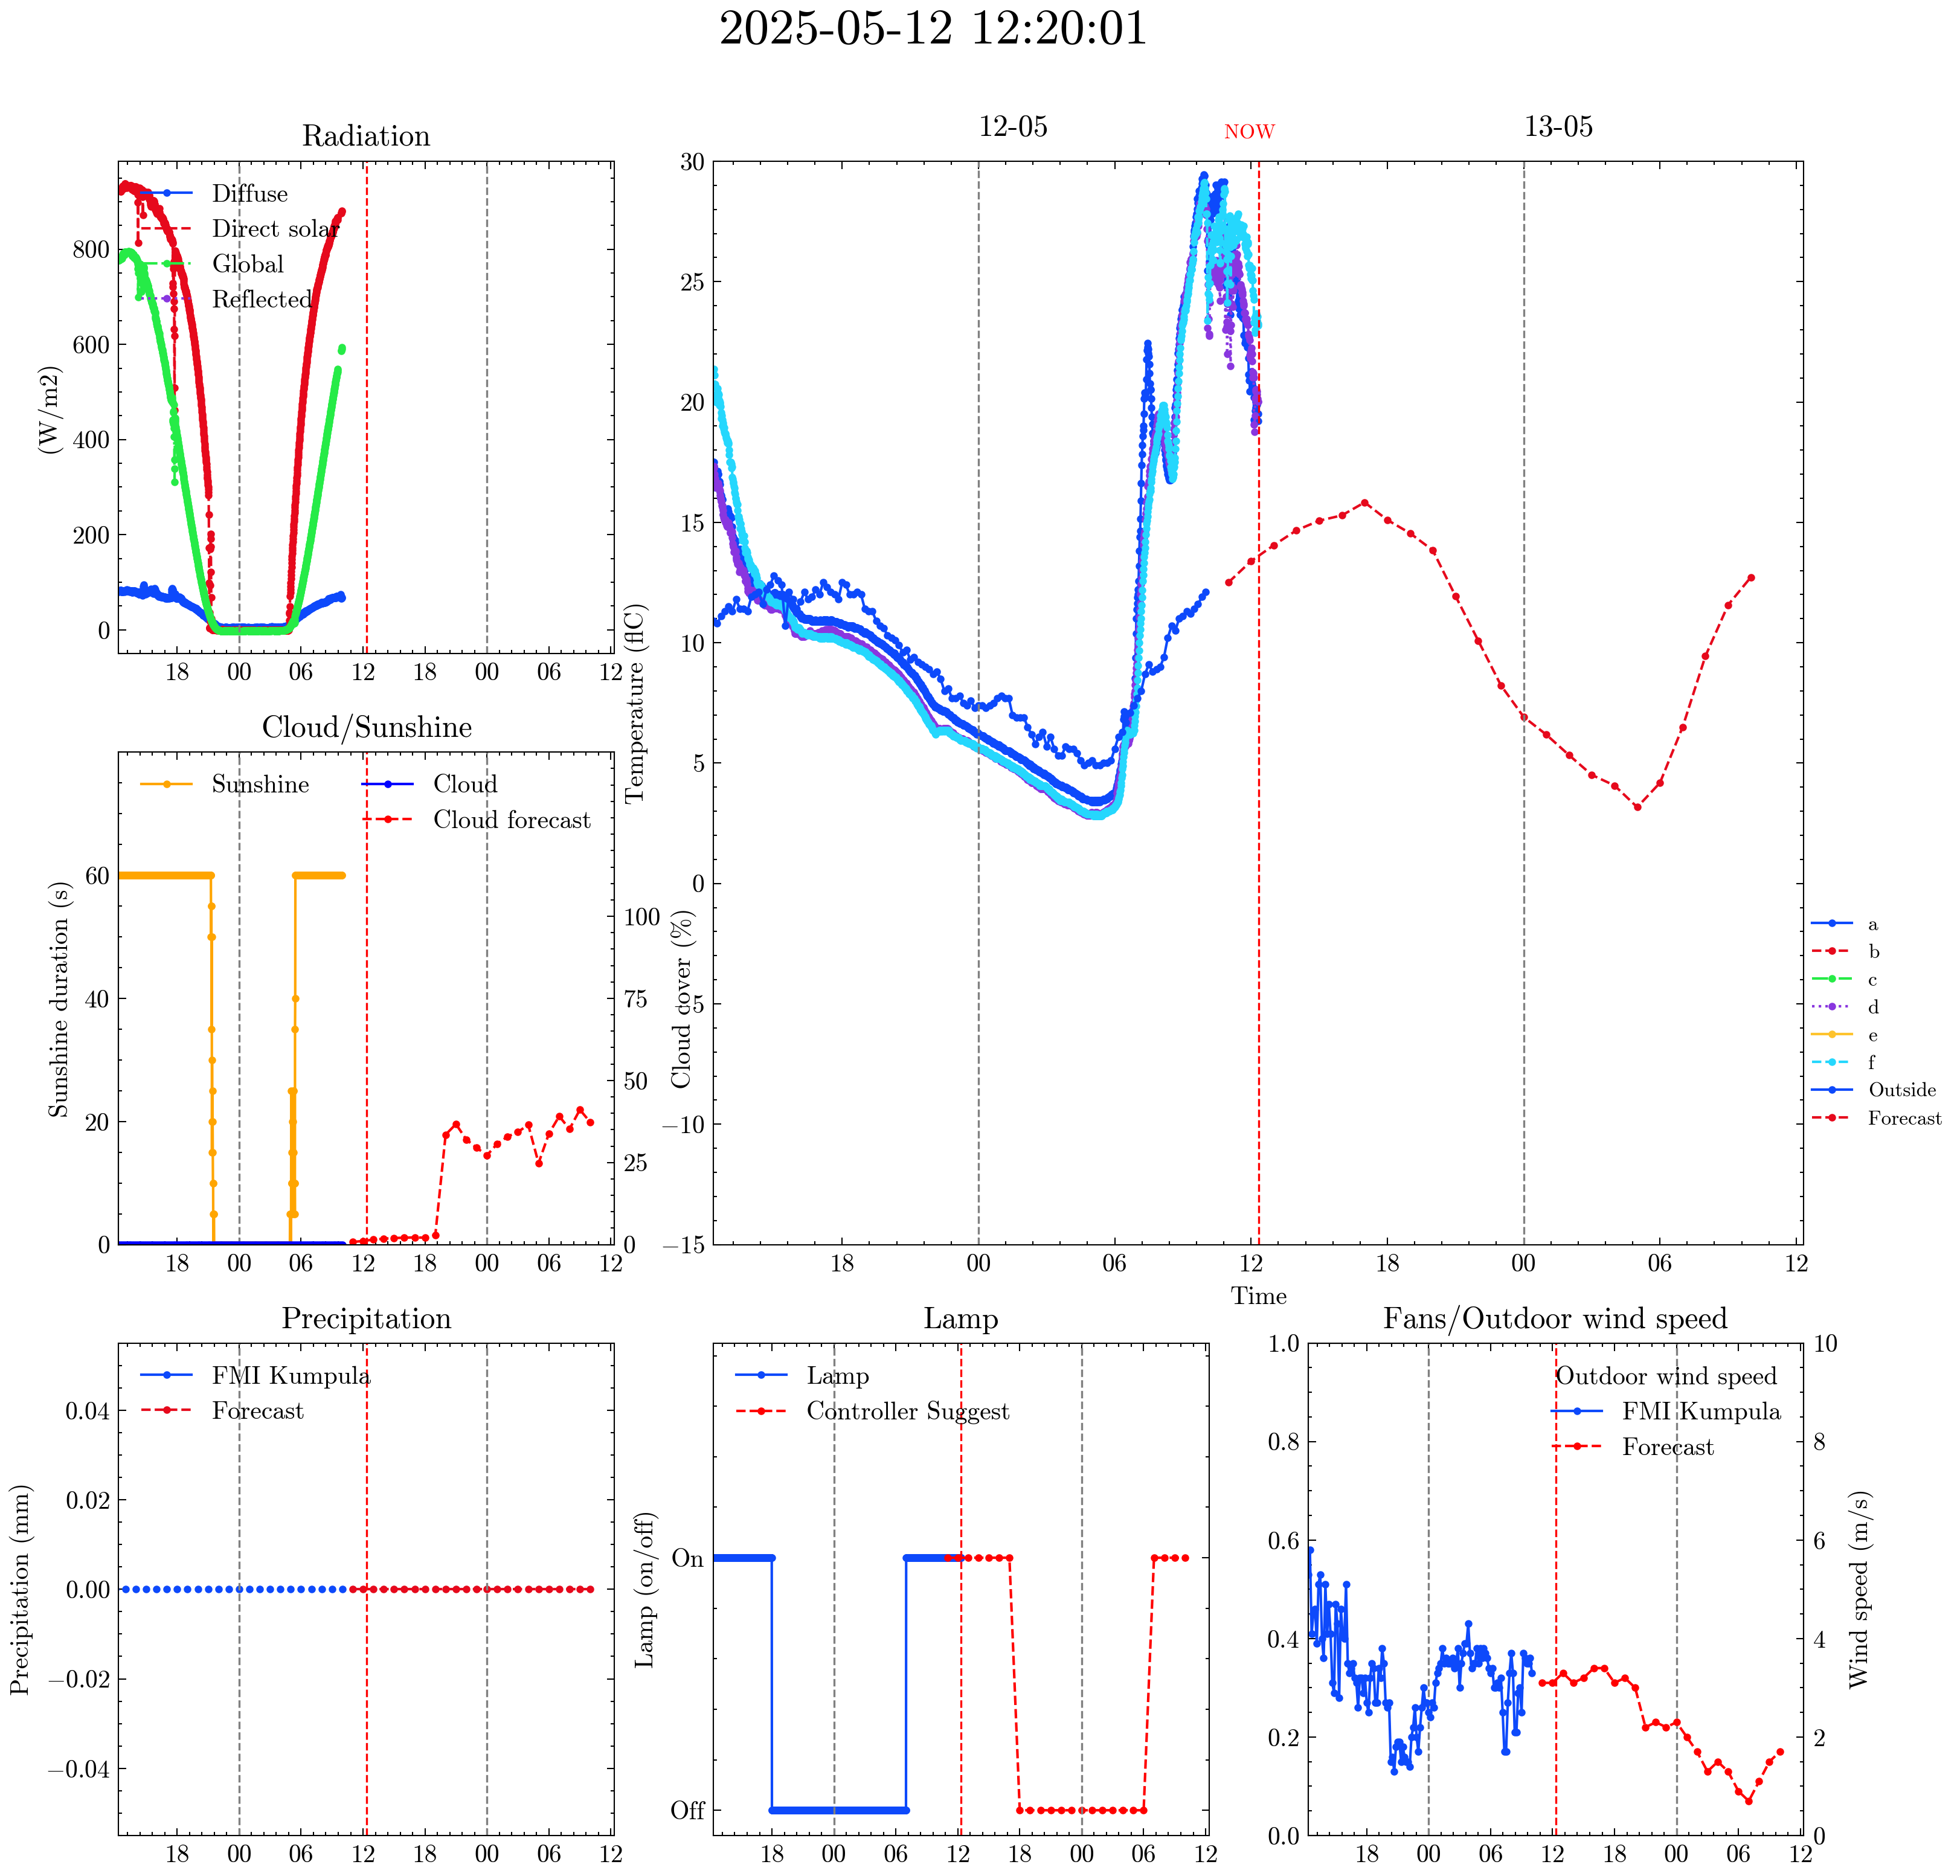 2025-05-12 12:20:01
Radiation
(W/m2)
800
600
400
200
0
Diffuse
Direct solar
Global
Reflected
18 00 06 12 18 00 06 12
12-05
NOW
13-05
Temperature (flC)
30
25
20
15
10
5
0
−5
−10
−15
18 00 06 12 18 00 06 12
Time
a
b
c
d
e
f
Outside
Forecast
Cloud/Sunshine
Sunshine duration (s)
60
40
20
0
Sunshine
Cloud
Cloud forecast
Cloud cover (%)
100
75
50
25
0
18 00 06 12 18 00 06 12
Precipitation
Precipitation (mm)
0.04
0.02
0.00
−0.02
−0.04
FMI Kumpula
Forecast
18 00 06 12 18 00 06 12
Lamp
Lamp (on/off)
On
Off
Lamp
Controller Suggest
18 00 06 12 18 00 06 12
Fans/Outdoor wind speed
1.0
0.8
0.6
0.4
0.2
0.0
Outdoor wind speed
FMI Kumpula
Forecast
Wind speed (m/s)
10
8
6
4
2
0
18 00 06 12 18 00 06 12